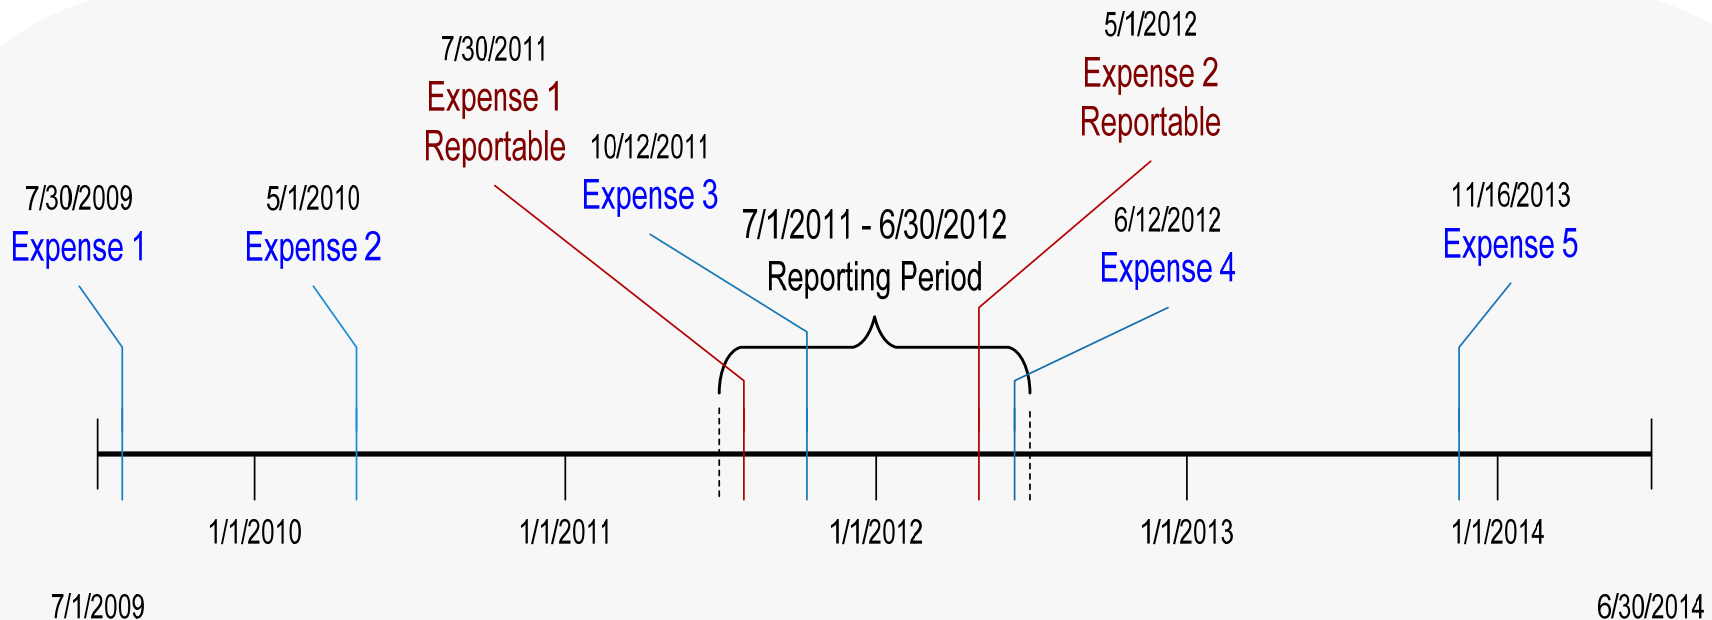 7/30/2009
Expense 1
5/1/2010
Expense 2
7/30/2011
Expense 1
Reportable
10/12/2011
Expense 3
7/1/2011 - 6/30/2012
Reporting Period
5/1/2012
Expense 2
Reportable
6/12/2012
Expense 4
11/16/2013
Expense 5
1/1/2010
1/1/2011
1/1/2012
1/1/2013
1/1/2014
7/1/2009
6/30/2014